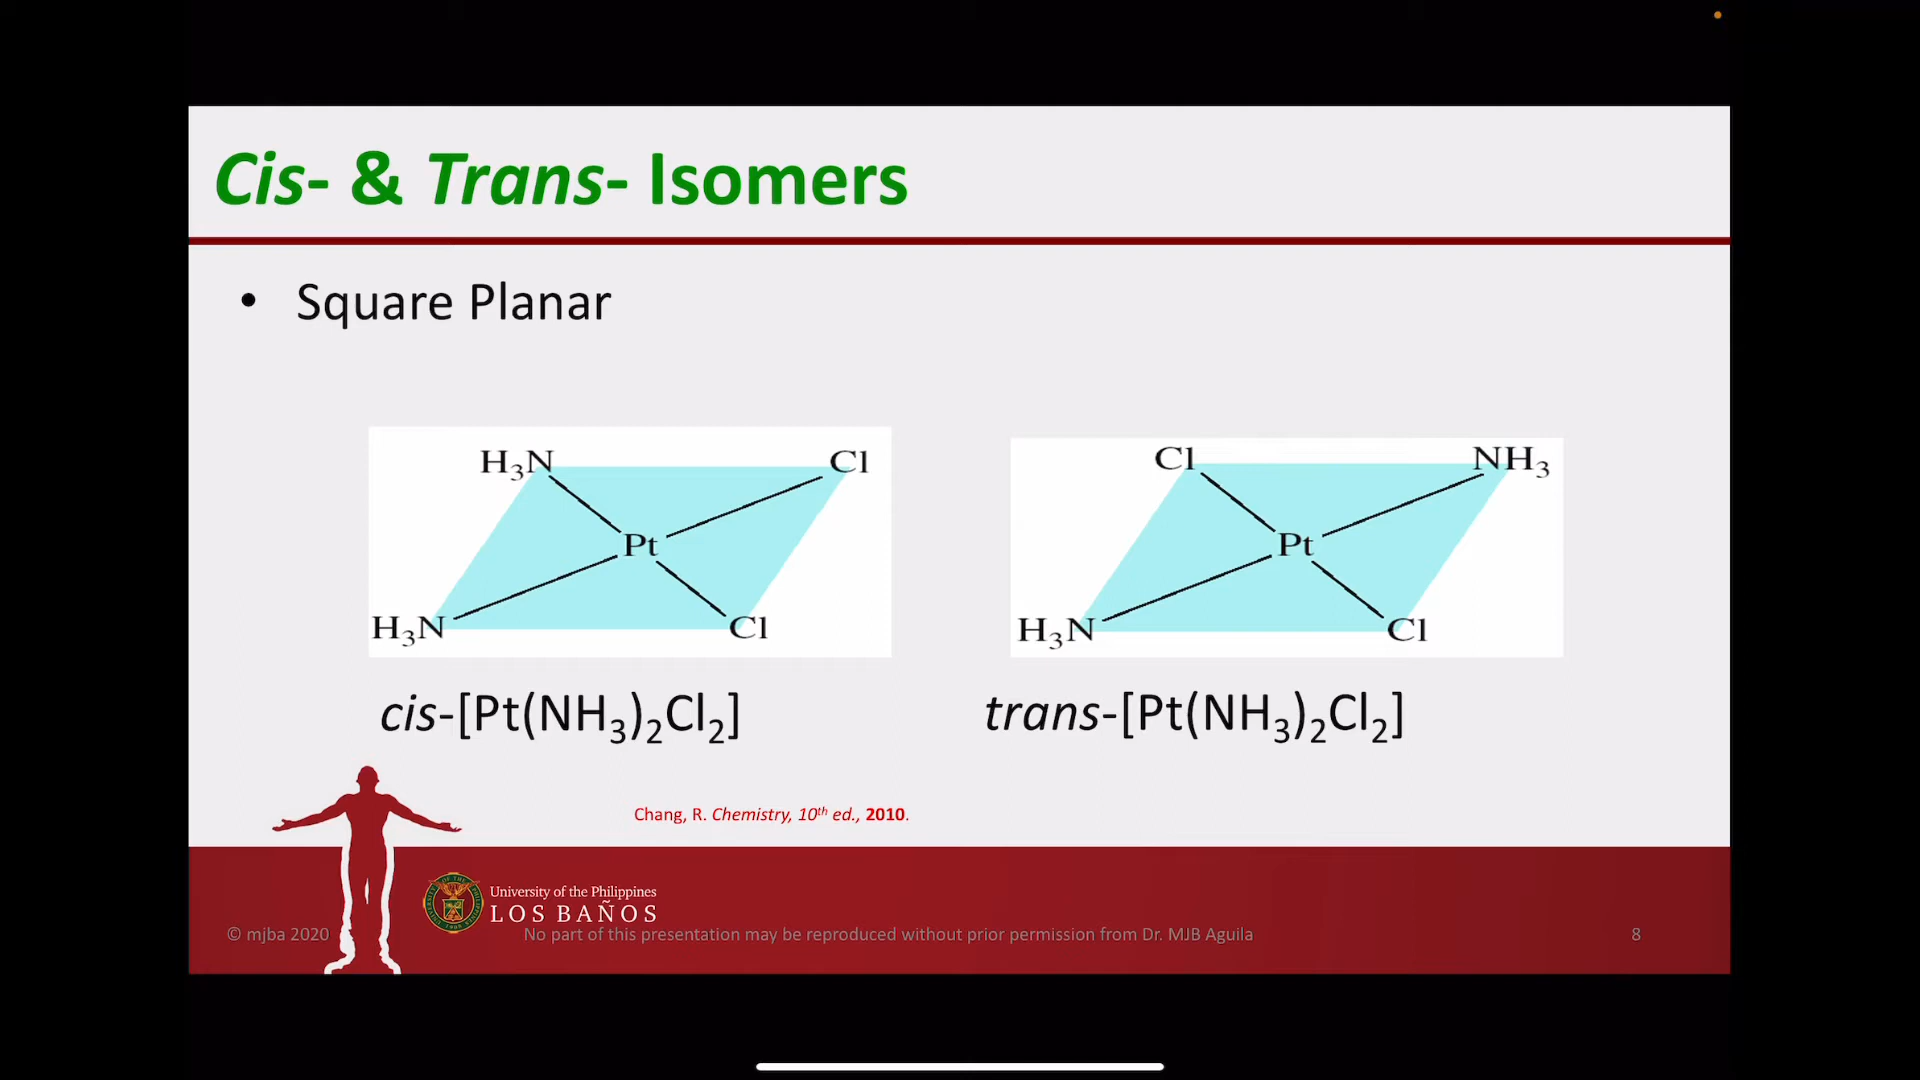 Cis- & Trans- Isomers
• Square Planar
H₃N Cl
Pt
H₃N Cl
Cl NH₃
Pt
H₃N Cl
cis-[Pt(NH₃)₂Cl₂]
trans-[Pt(NH₃)₂Cl₂]
Chang, R. Chemistry, 10th ed., 2010.
University of the Philippines
LOS BAÑOS
© mjba 2020
No part of this presentation may be reproduced without prior permission from Dr. MJB Aguila
8